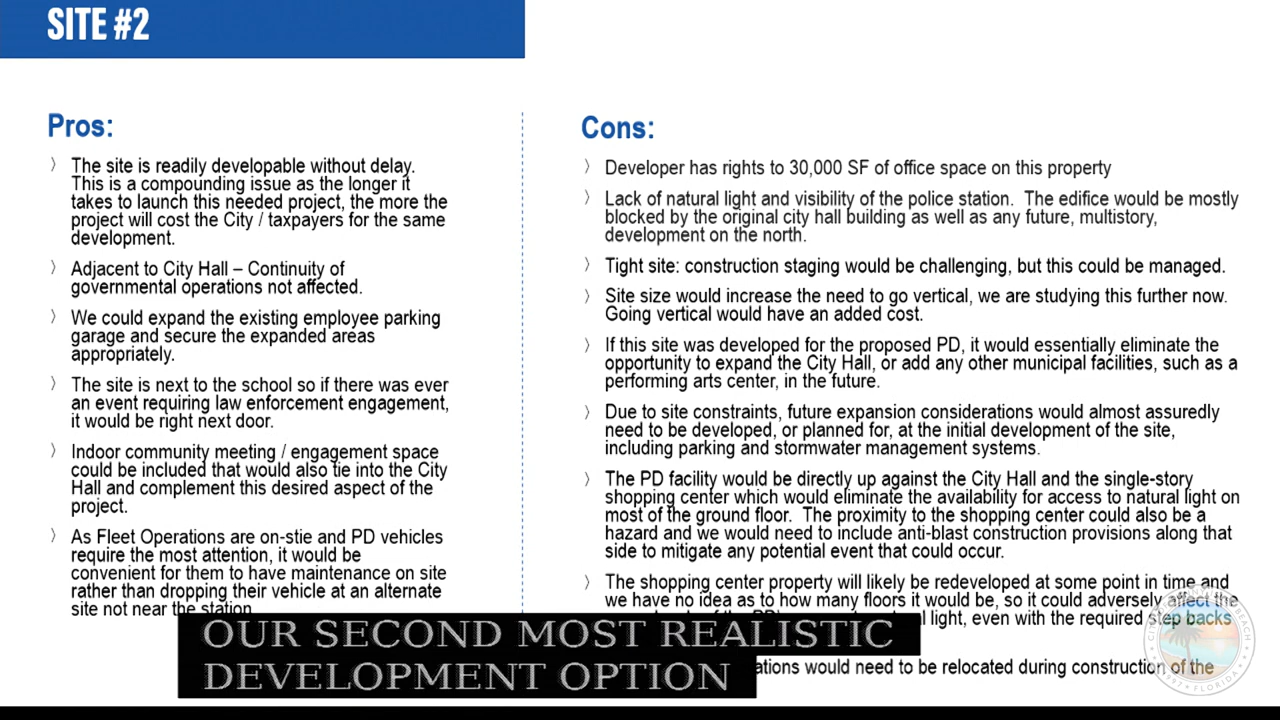 SITE #2
Pros:
〉 The site is readily developable without delay.
This is a compounding issue as the longer it
takes to launch this needed project, the more the
project will cost the City / taxpayers for the same
development.
〉 Adjacent to City Hall – Continuity of
governmental operations not affected.
〉 We could expand the existing employee parking
garage and secure the expanded areas
appropriately.
〉 The site is next to the school so if there was ever
an event requiring law enforcement engagement,
it would be right next door.
〉 Indoor community meeting / engagement space
could be included that would also tie into the City
Hall and complement this desired aspect of the
project.
〉 As Fleet Operations are on-stie and PD vehicles
require the most attention, it would be
convenient for them to have maintenance on site
rather than dropping their vehicle at an alternate
site not near the station
Cons:
〉 Developer has rights to 30,000 SF of office space on this property
〉 Lack of natural light and visibility of the police station. The edifice would be mostly
blocked by the original city hall building as well as any future, multistory,
development on the north.
〉 Tight site: construction staging would be challenging, but this could be managed.
〉 Site size would increase the need to go vertical, we are studying this further now.
Going vertical would have an added cost.
〉 If this site was developed for the proposed PD, it would essentially eliminate the
opportunity to expand the City Hall, or add any other municipal facilities, such as a
performing arts center, in the future.
〉 Due to site constraints, future expansion considerations would almost assuredly
need to be developed, or planned for, at the initial development of the site,
including parking and stormwater management systems.
〉 The PD facility would be directly up against the City Hall and the single-story
shopping center which would eliminate the availability for access to natural light on
most of the ground floor. The proximity to the shopping center could also be a
hazard and we would need to include anti-blast construction provisions along that
side to mitigate any potential event that could occur.
〉 The shopping center property will likely be redeveloped at some point in time and
we have no idea as to how many floors it would be, so it could adversely affect the
light, even with the required step backs
would need to be relocated during construction of the
OUR SECOND MOST REALISTIC
DEVELOPMENT OPTION